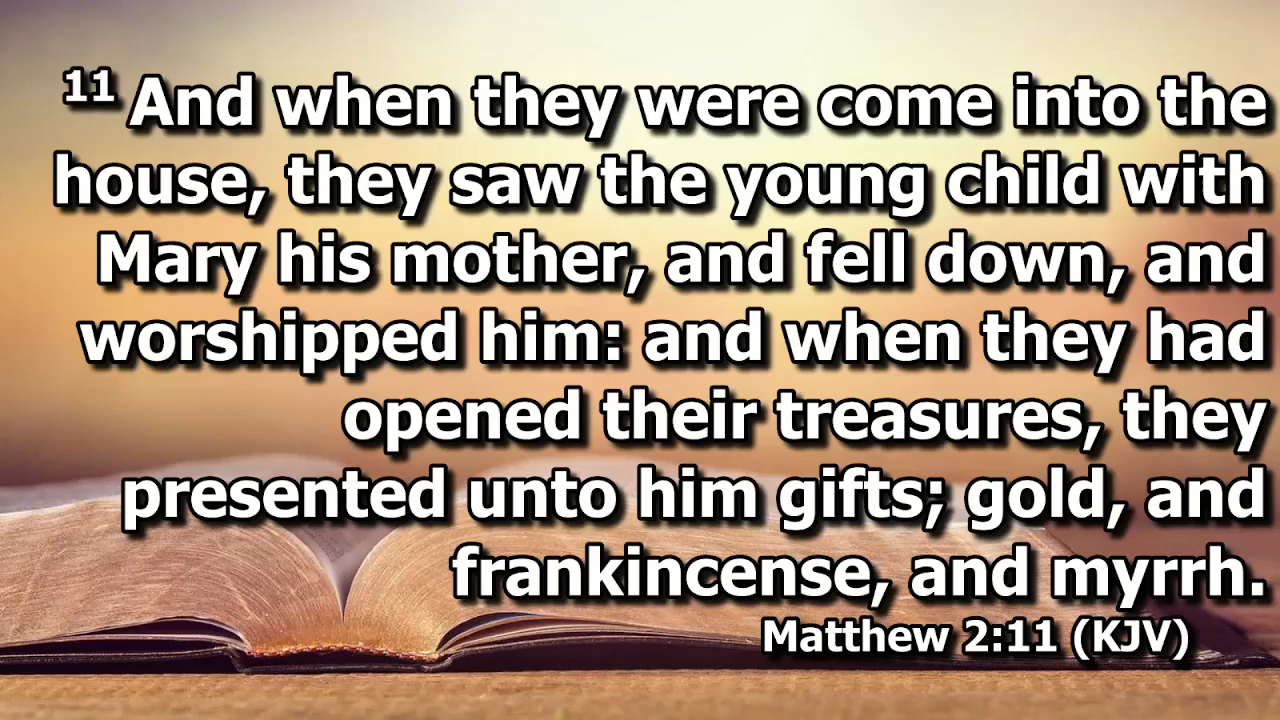 11 And when they were come into the
house, they saw the young child with
Mary his mother, and fell down, and
worshipped him: and when they had
opened their treasures, they
presented unto him gifts; gold, and
frankincense, and myrrh.
Matthew 2:11 (KJV)